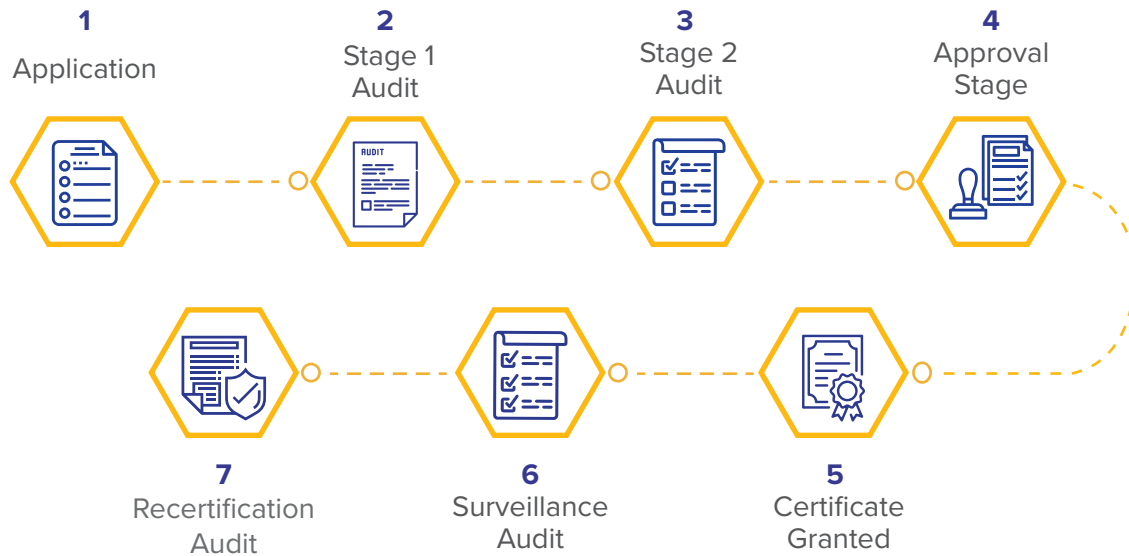 1
Application
2
Stage 1
Audit
3
Stage 2
Audit
4
Approval
Stage
AUDIT
7
Recertification
Audit
6
Surveillance
Audit
5
Certificate
Granted